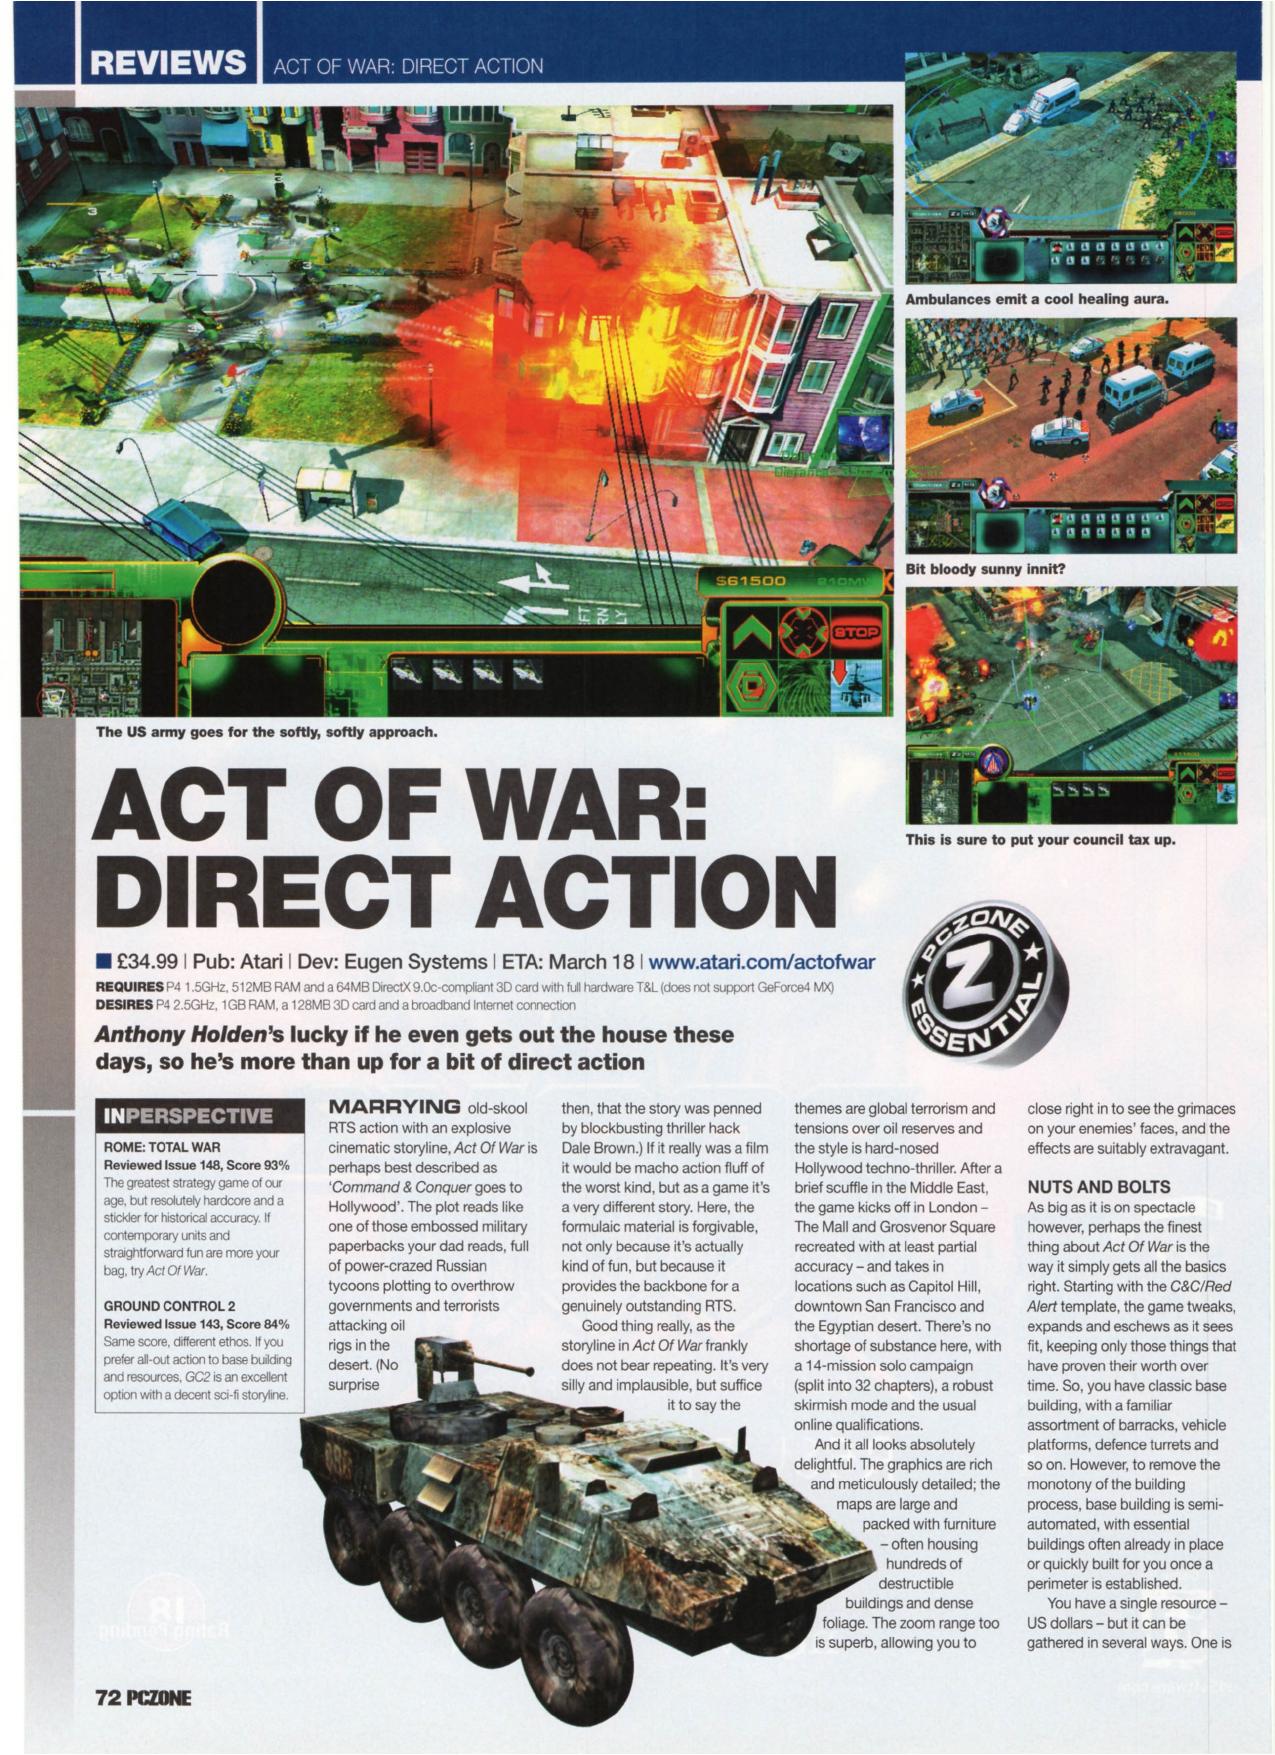 REVIEWS
ACT OF WAR: DIRECT ACTION
3
3
$61500
810MW
STOP
The US army goes for the softly, softly approach.
Ambulances emit a cool healing aura.
Bit bloody sunny innit?
This is sure to put your council tax up.
ACT OF WAR:
DIRECT ACTION
£34.99 | Pub: Atari | Dev: Eugen Systems | ETA: March 18 | www.atari.com/actofwar
REQUIRES P4 1.5GHz, 512MB RAM and a 64MB DirectX 9.0c-compliant 3D card with full hardware T&L (does not support GeForce4 MX)
DESIRES P4 2.5GHz, 1GB RAM, a 128MB 3D card and a broadband Internet connection
Anthony Holden's lucky if he even gets out the house these
days, so he's more than up for a bit of direct action
PCZONE
Z
ESSENTIAL
INPERSPECTIVE
ROME: TOTAL WAR
Reviewed Issue 148, Score 93%
The greatest strategy game of our
age, but resolutely hardcore and a
stickler for historical accuracy. If
contemporary units and
straightforward fun are more your
bag, try Act Of War.
GROUND CONTROL 2
Reviewed Issue 143, Score 84%
Same score, different ethos. If you
prefer all-out action to base building
and resources, GC2 is an excellent
option with a decent sci-fi storyline.
MARRYING old-skool
RTS action with an explosive
cinematic storyline, Act Of War is
perhaps best described as
'Command & Conquer goes to
Hollywood'. The plot reads like
one of those embossed military
paperbacks your dad reads, full
of power-crazed Russian
tycoons plotting to overthrow
governments and terrorists
attacking oil
rigs in the
desert. (No
surprise
then, that the story was penned
by blockbusting thriller hack
Dale Brown.) If it really was a film
it would be macho action fluff of
the worst kind, but as a game it's
a very different story. Here, the
formulaic material is forgivable,
not only because it's actually
kind of fun, but because it
provides the backbone for a
genuinely outstanding RTS.
Good thing really, as the
storyline in Act Of War frankly
does not bear repeating. It's very
silly and implausible, but suffice
it to say the
themes are global terrorism and
tensions over oil reserves and
the style is hard-nosed
Hollywood techno-thriller. After a
brief scuffle in the Middle East,
the game kicks off in London –
The Mall and Grosvenor Square
recreated with at least partial
accuracy – and takes in
locations such as Capitol Hill,
downtown San Francisco and
the Egyptian desert. There's no
shortage of substance here, with
a 14-mission solo campaign
(split into 32 chapters), a robust
skirmish mode and the usual
online qualifications.
And it all looks absolutely
delightful. The graphics are rich
and meticulously detailed; the
maps are large and
packed with furniture
– often housing
hundreds of
destructible
buildings and dense
foliage. The zoom range too
is superb, allowing you to
close right in to see the grimaces
on your enemies' faces, and the
effects are suitably extravagant.
NUTS AND BOLTS
As big as it is on spectacle
however, perhaps the finest
thing about Act Of War is the
way it simply gets all the basics
right. Starting with the C&C/Red
Alert template, the game tweaks,
expands and eschews as it sees
fit, keeping only those things that
have proven their worth over
time. So, you have classic base
building, with a familiar
assortment of barracks, vehicle
platforms, defence turrets and
so on. However, to remove the
monotony of the building
process, base building is semi-
automated, with essential
buildings often already in place
or quickly built for you once a
perimeter is established.
You have a single resource –
US dollars – but it can be
gathered in several ways. One is
72 PCZONE